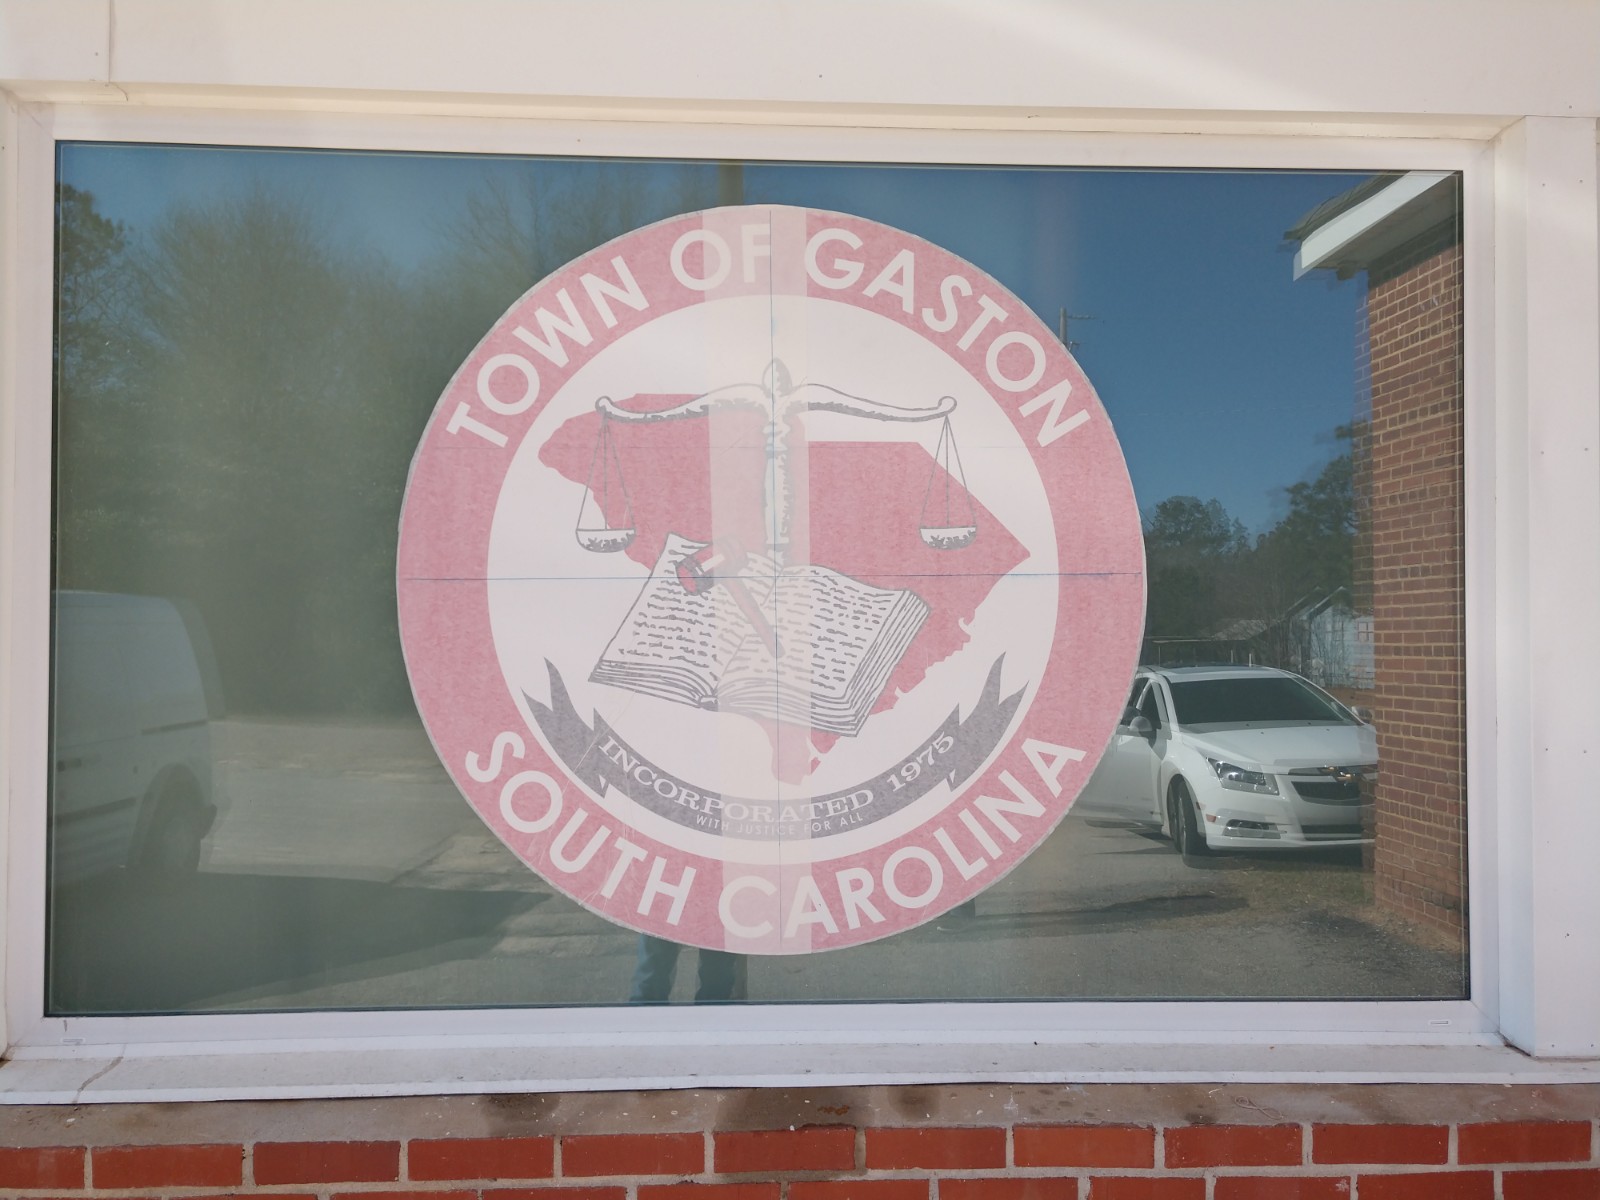 TOWN OF GASTON
INCORPORATED 1975
WITH JUSTICE FOR ALL
SOUTH CAROLINA